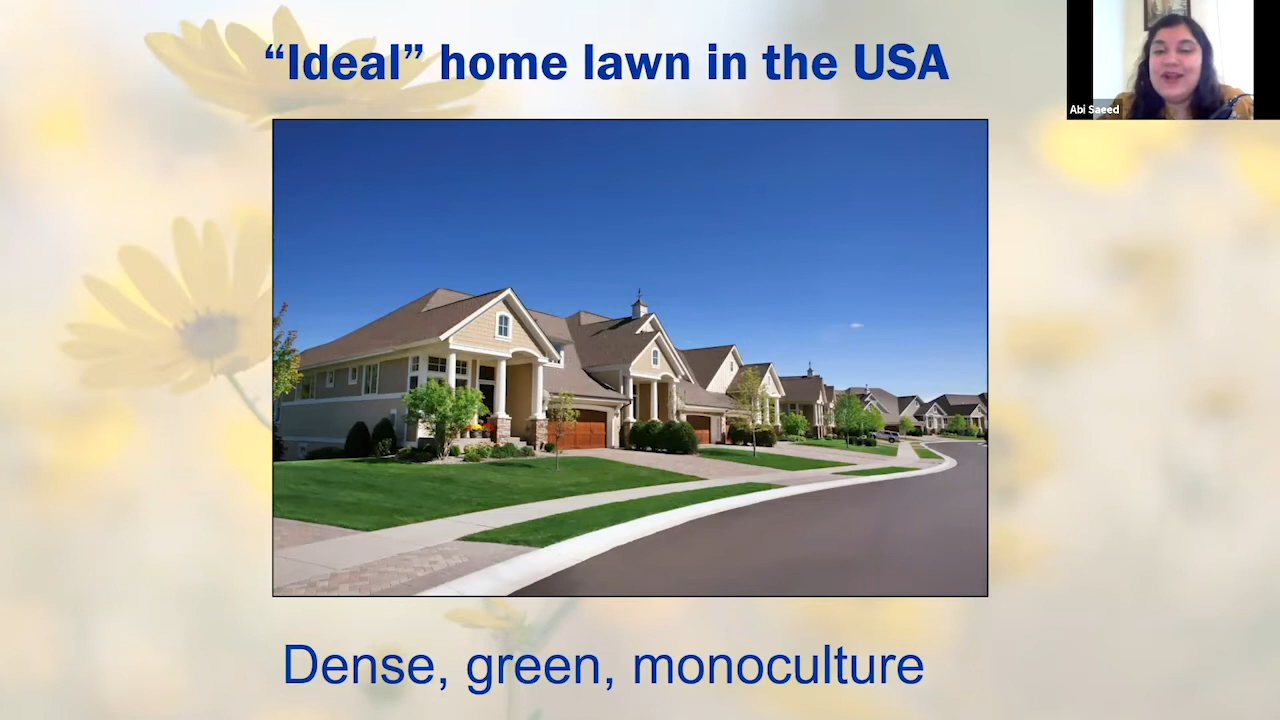 “Ideal” home lawn in the USA
Abi Saeed
Dense, green, monoculture